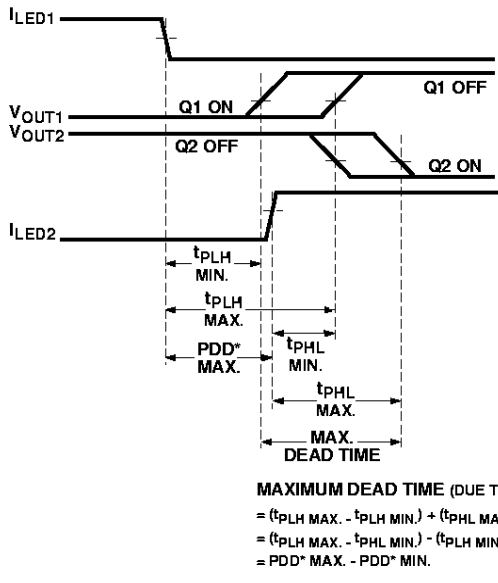 ILED1
VOUT1
Q1 ON
Q1 OFF
VOUT2
Q2 OFF
Q2 ON
ILED2
tPLH
MIN.
tPLH
MAX.
PDD*
MAX.
tPHL
MIN.
tPHL
MAX.
MAX.
DEAD TIME
MAXIMUM DEAD TIME (DUE T
= (tPLH MAX. - tPLH MIN.) + (tPHL MA
= (tPLH MAX. - tPHL MIN.) - (tPLH MIN
= PDD* MAX. - PDD* MIN.